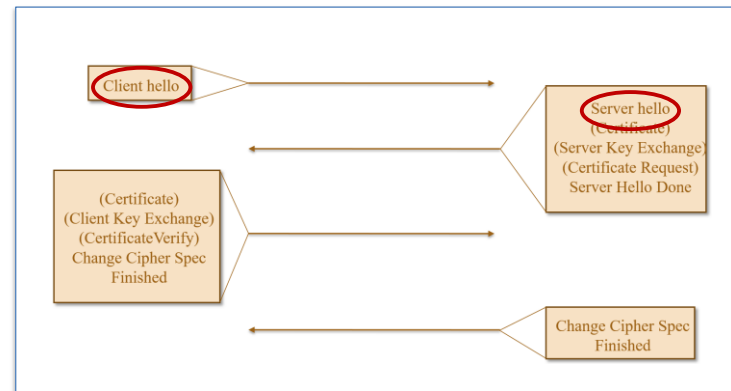 Client hello
Server hello
(Certificate)
(Server Key Exchange)
(Certificate Request)
Server Hello Done
(Certificate)
(Client Key Exchange)
(CertificateVerify)
Change Cipher Spec
Finished
Change Cipher Spec
Finished